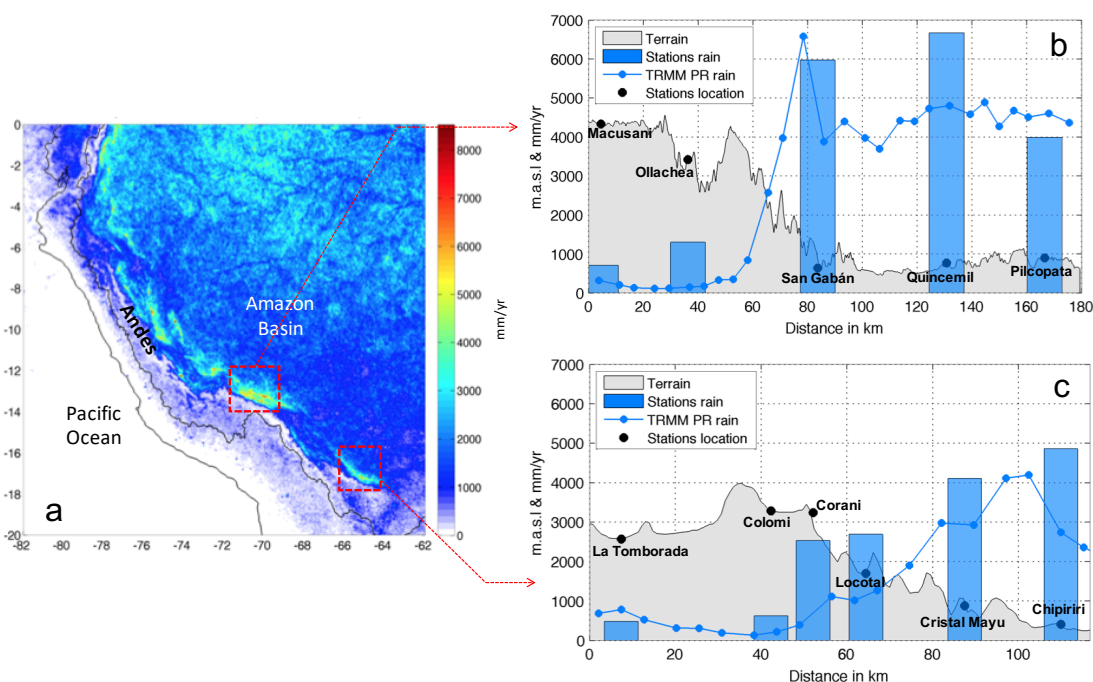 0
-2
-4
-6
-8
-10
-12
-14
-16
-18
-20
-82
-80
-78
-76
-74
-72
-70
-68
-66
-64
-62
Andes
Amazon
Basin
Pacific
Ocean
a
8000
7000
6000
5000
4000
3000
2000
1000
0
mm/yr
7000
6000
5000
4000
3000
2000
1000
0
m.a.s.l & mm/yr
Terrain
Stations rain
TRMM PR rain
Stations location
b
Macusani
Ollachea
San Gabán
Quincemil
Pilcopata
0 20 40 60 80 100 120 140 160 180
Distance in km
7000
6000
5000
4000
3000
2000
1000
0
m.a.s.l & mm/yr
Terrain
Stations rain
TRMM PR rain
Stations location
c
La Tomborada
Colomi
Corani
Locotal
Cristal Mayu
Chipiriri
0 20 40 60 80 100
Distance in km